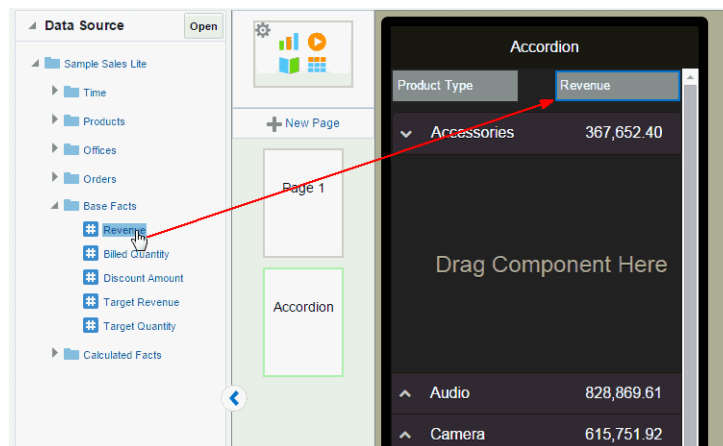 Data Source
Open
Sample Sales Lite
Time
Products
Offices
Orders
Base Facts
Revenue
Billed Quantity
Discount Amount
Target Revenue
Target Quantity
Calculated Facts
New Page
Page 1
Accordion
Accordion
Product Type Revenue
Accessories 367,652.40
Drag Component Here
Audio 828,869.61
Camera 615,751.92